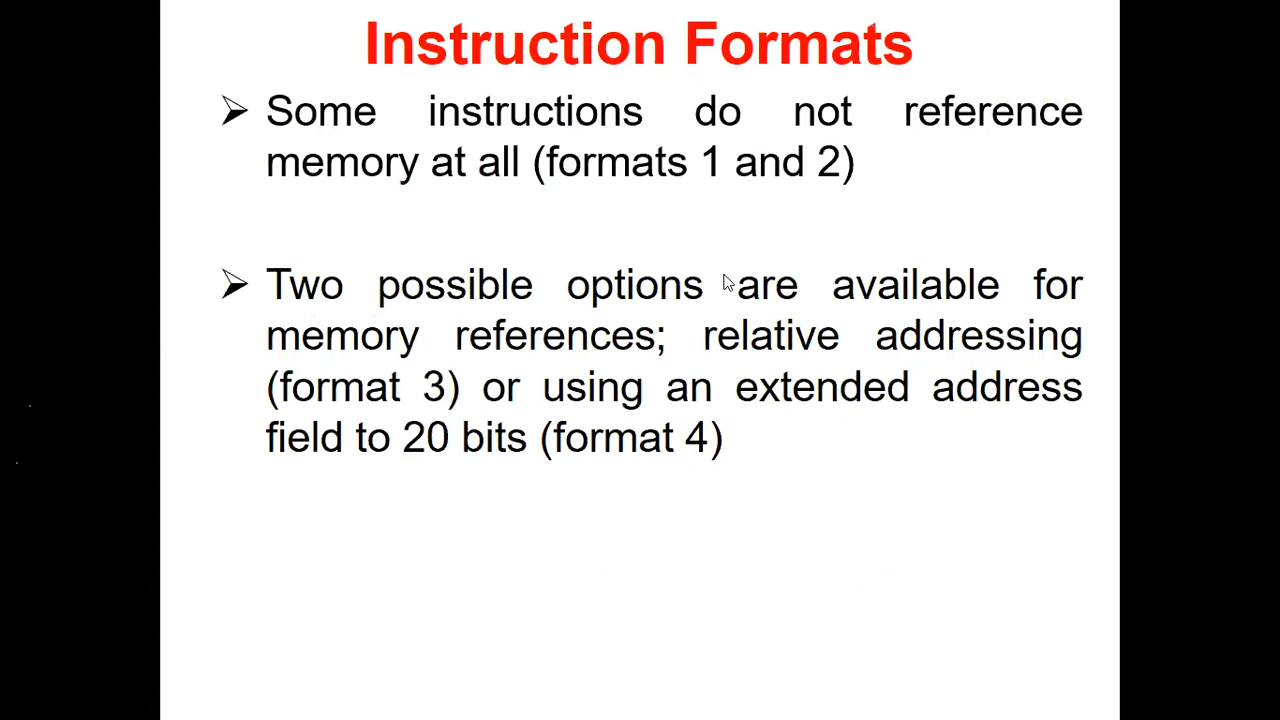 Instruction Formats
Some instructions do not reference
memory at all (formats 1 and 2)
Two possible options are available for
memory references; relative addressing
(format 3) or using an extended address
field to 20 bits (format 4)